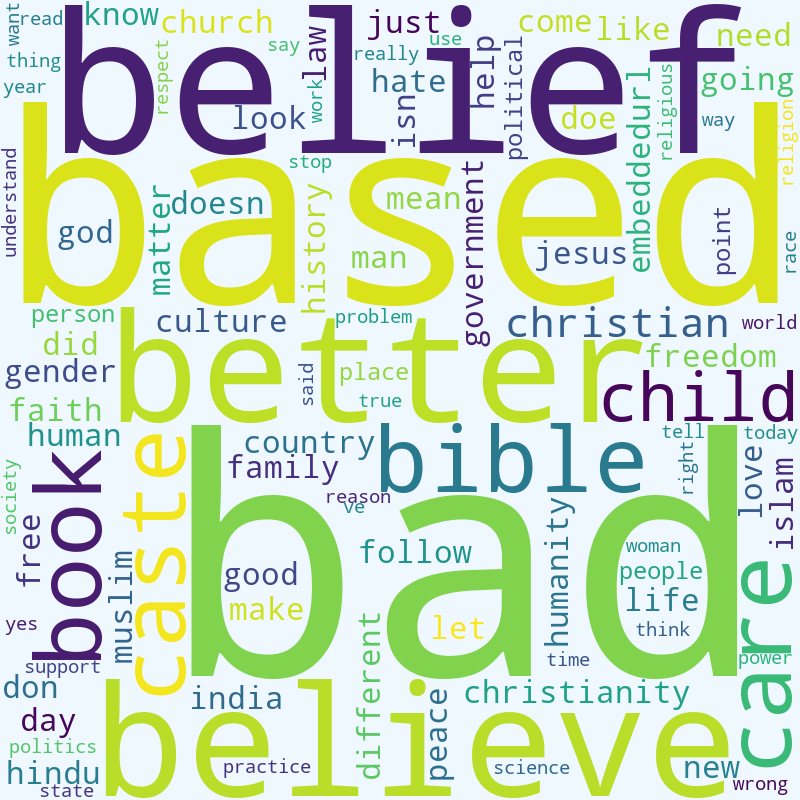 want
read
know
church
just
come
like
need
belief
thing
year
respect
say
work
law
really
use
help
political
hate
look
isn
doe
embeddedurl
religious
going
way
religion
based
understand
god
matter
doesn
stop
history
mean
man
government
jesus
point
race
person
culture
problem
christian
world
did
better
freedom
gender
said
place
true
child
faith
human
caste
country
bible
tell
today
society
book
family
reason
ve
right
love
islam
free
muslim
bad
good
make
follow
let
humanity
woman
people
life
think
care
yes
support
different
time
power
don
india
peace
christianity
day
believe
politics
hindu
state
practice
science
new
wrong